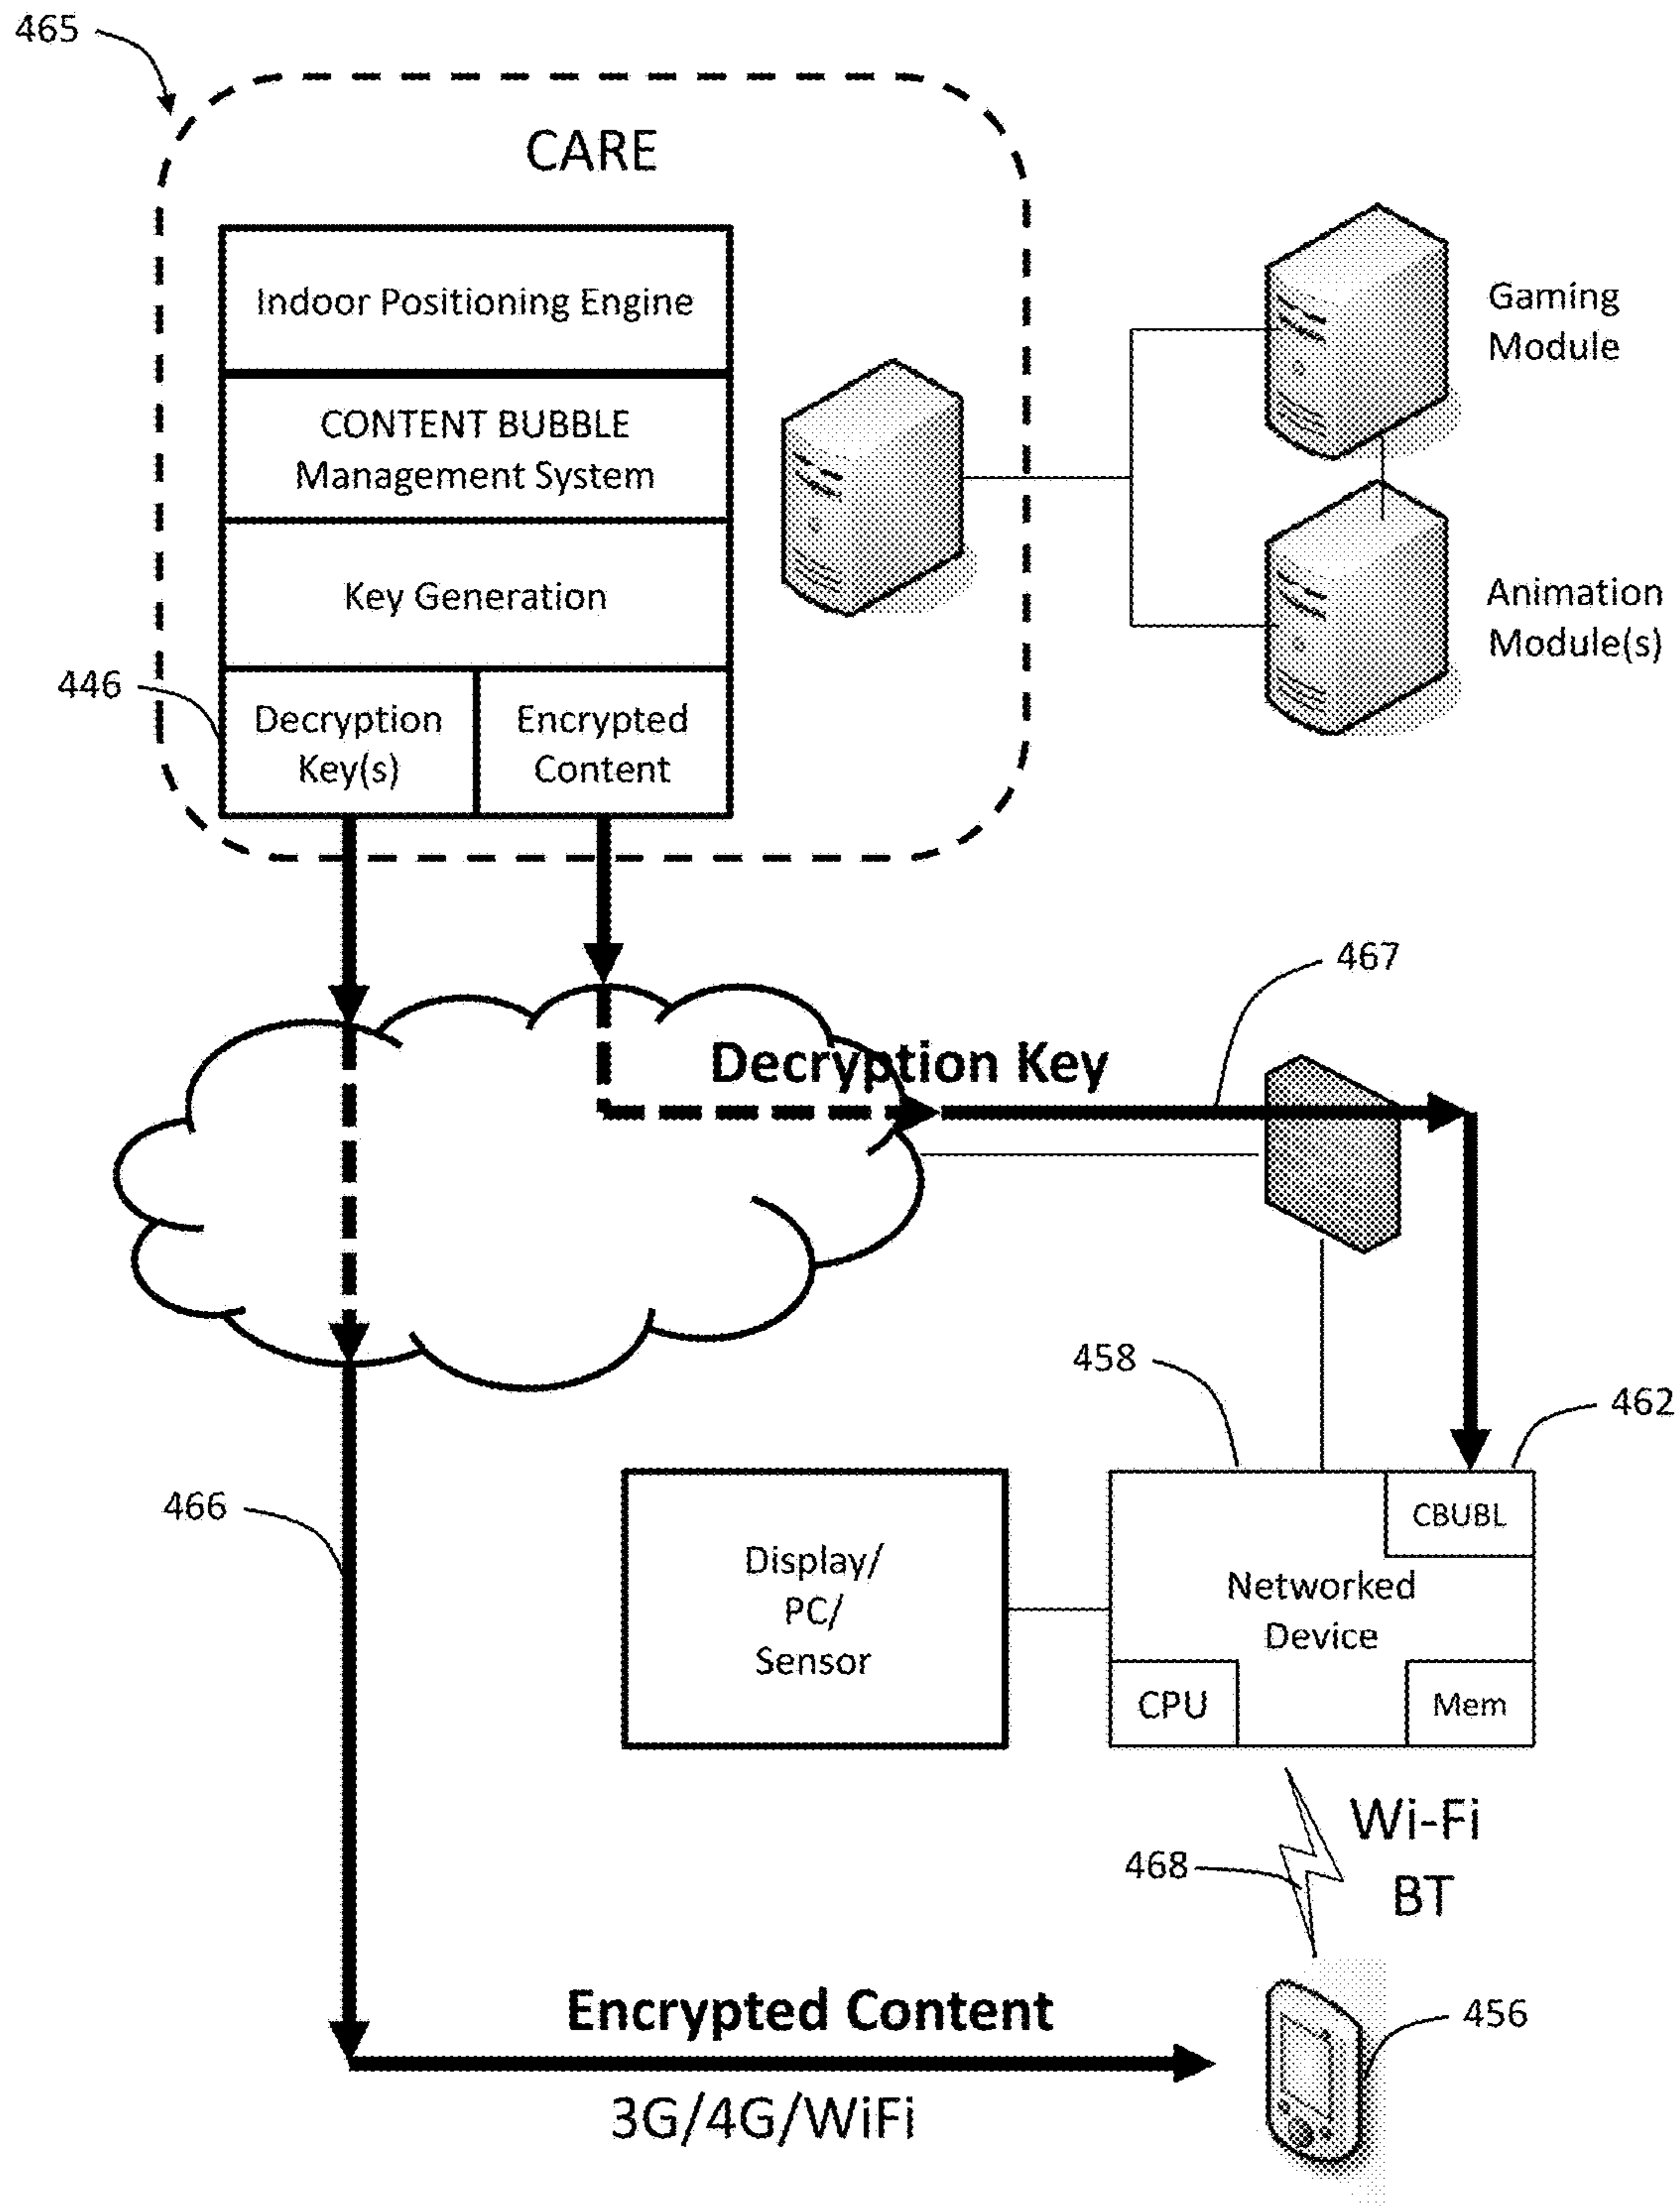 465
CARE
Indoor Positioning Engine
CONTENT BUBBLE
Management System
Key Generation
446
Decryption
Key(s)
Encrypted
Content
Gaming
Module
Animation
Module(s)
467
Decryption Key
458
462
466
CBUBL
Display/
PC/
Sensor
Networked
Device
CPU
Mem
Wi-Fi
BT
468
Encrypted Content
456
3G/4G/WiFi